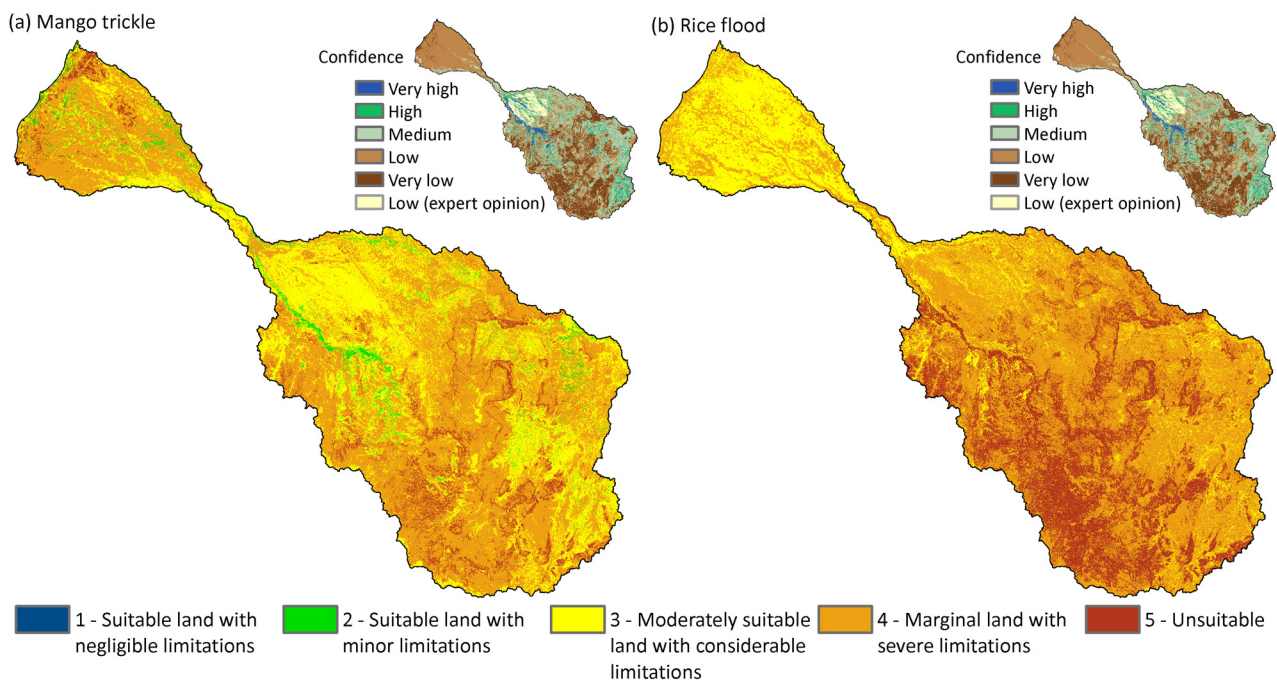 (a) Mango trickle
Confidence
Very high
High
Medium
Low
Very low
Low (expert opinion)
(b) Rice flood
Confidence
Very high
High
Medium
Low
Very low
Low (expert opinion)
1 - Suitable land with
negligible limitations
2 - Suitable land with
minor limitations
3 - Moderately suitable
land with considerable
limitations
4 - Marginal land with
severe limitations
5 - Unsuitable